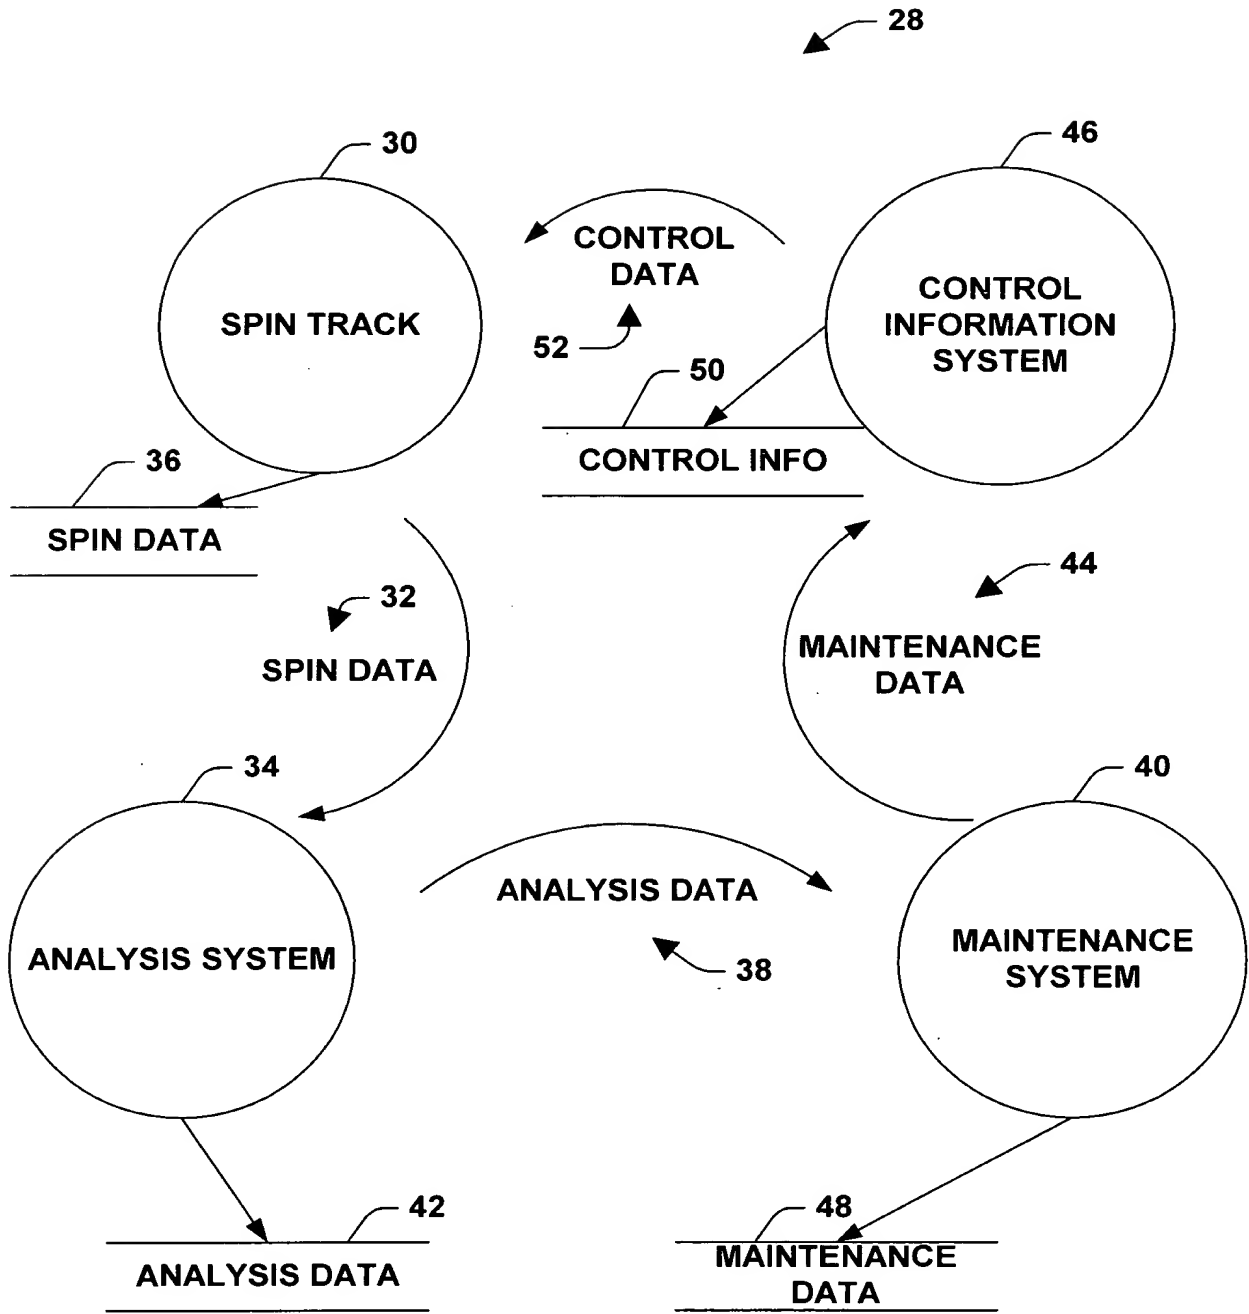 28
30
46
CONTROL
DATA
CONTROL
INFORMATION
SYSTEM
SPIN TRACK
52
50
36
CONTROL INFO
SPIN DATA
44
32
MAINTENANCE
DATA
SPIN DATA
34
40
ANALYSIS DATA
ANALYSIS SYSTEM
MAINTENANCE
SYSTEM
38
42
48
ANALYSIS DATA
MAINTENANCE
DATA